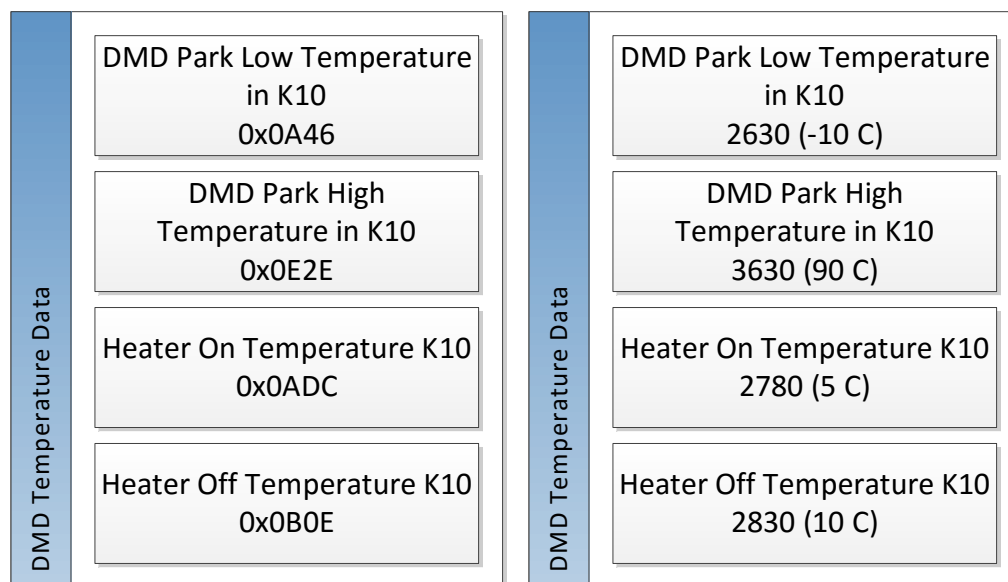 DMD Temperature Data
DMD Park Low Temperature
in K10
0x0A46
DMD Park High
Temperature in K10
0x0E2E
Heater On Temperature K10
0x0ADC
Heater Off Temperature K10
0x0B0E
DMD Temperature Data
DMD Park Low Temperature
in K10
2630 (-10 C)
DMD Park High
Temperature in K10
3630 (90 C)
Heater On Temperature K10
2780 (5 C)
Heater Off Temperature K10
2830 (10 C)